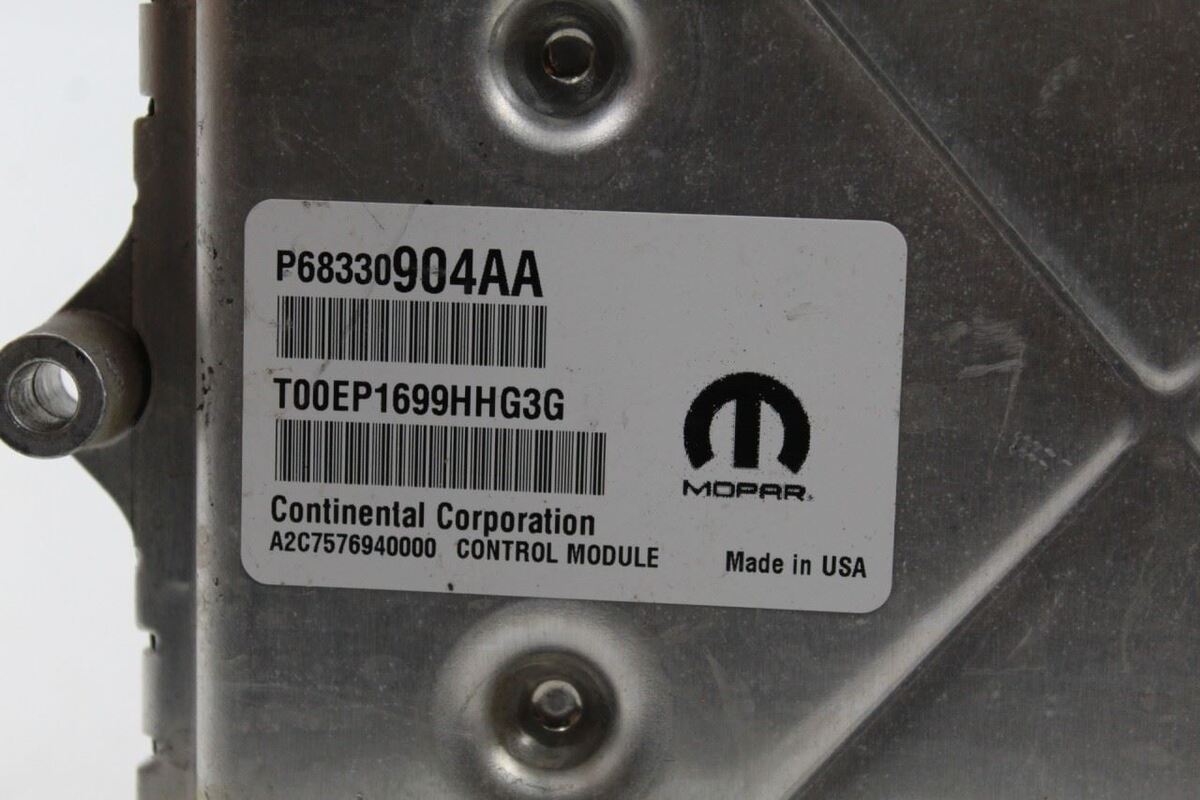 P68330904AA
T00EP1699HHG3G
MOPAR
Continental Corporation
A2C7576940000 CONTROL MODULE
Made in USA